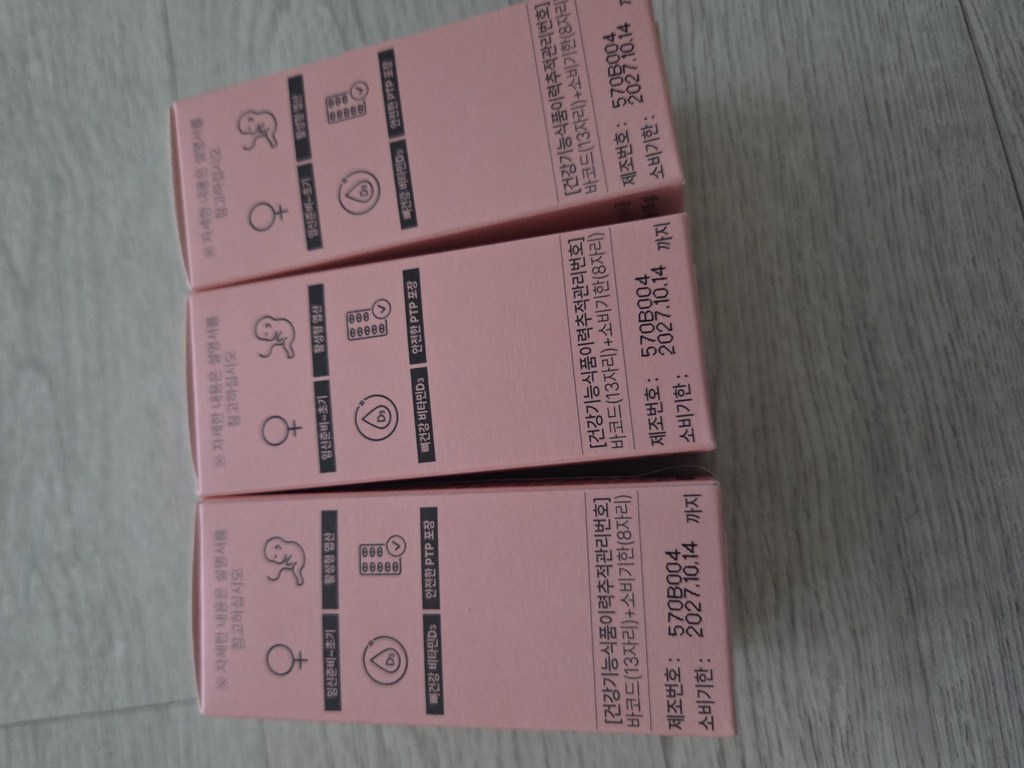 ※ 자세한 내용은 설명서를
참고하십시오
임신준비~초기
활성형 엽산
D₃
뼈건강 비타민D₃
안전한 PTP 포장
[건강기능식품이력추적관리번호]
바코드(13자리)+소비기한(8자리)
제조번호 : 570B004
소비기한 : 2027.10.14 까지
※ 자세한 내용은 설명서를
참고하십시오
임신준비~초기
활성형 엽산
D₃
뼈건강 비타민D₃
안전한 PTP 포장
[건강기능식품이력추적관리번호]
바코드(13자리)+소비기한(8자리)
제조번호 : 570B004
소비기한 : 2027.10.14 까지
※ 자세한 내용은 설명서를
참고하십시오
임신준비~초기
활성형 엽산
D₃
뼈건강 비타민D₃
안전한 PTP 포장
[건강기능식품이력추적관리번호]
바코드(13자리)+소비기한(8자리)
제조번호 : 570B004
소비기한 : 2027.10.14